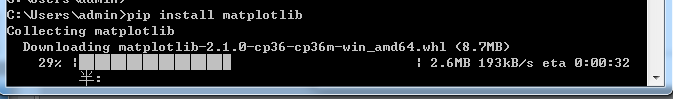 C:\Users\admin>pip install matplotlib
Collecting matplotlib
Downloading matplotlib-2.1.0-cp36-cp36m-win_amd64.whl (8.7MB)
29% |██████████ | 2.6MB 193kB/s eta 0:00:32
半: